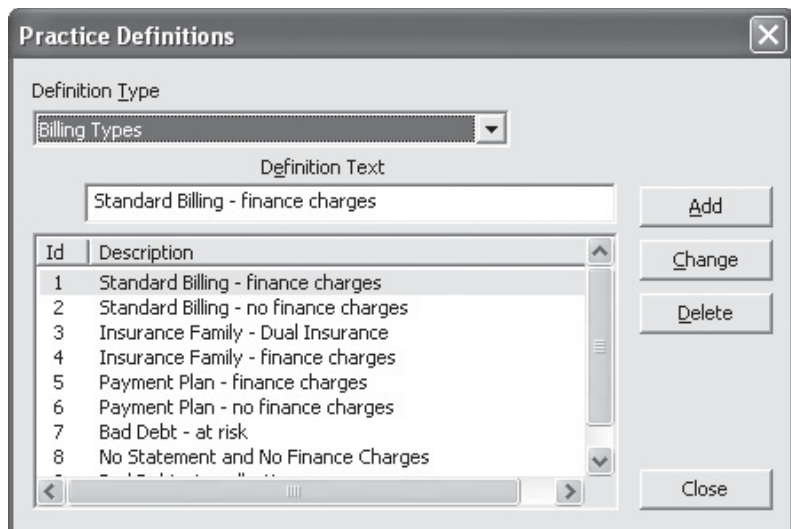 Practice Definitions
Definition Type
Billing Types
Definition Text
Standard Billing - finance charges
Add
Id Description
Change
1 Standard Billing - finance charges
2 Standard Billing - no finance charges
Delete
3 Insurance Family - Dual Insurance
4 Insurance Family - finance charges
5 Payment Plan - finance charges
6 Payment Plan - no finance charges
7 Bad Debt - at risk
8 No Statement and No Finance Charges
Close